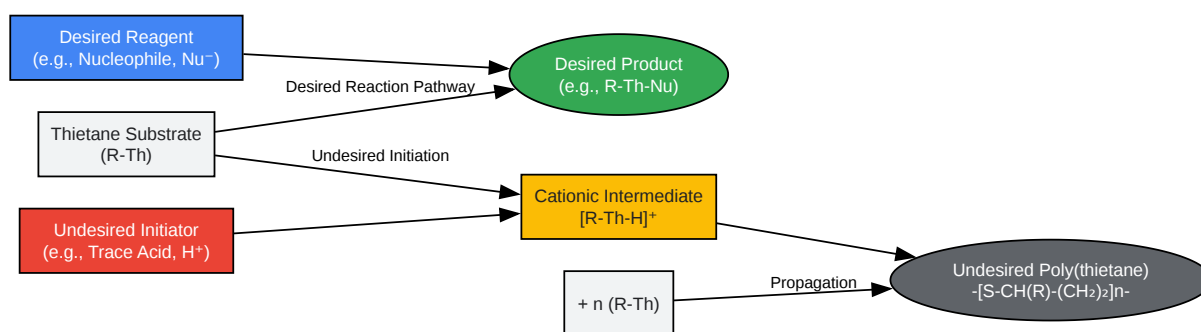 Desired Reagent
(e.g., Nucleophile, Nu⁻)
Desired Product
(e.g., R-Th-Nu)
Desired Reaction Pathway
Thietane Substrate
(R-Th)
Undesired Initiation
Cationic Intermediate
[R-Th-H]⁺
Undesired Initiator
(e.g., Trace Acid, H⁺)
+ n (R-Th)
Propagation
Undesired Poly(thietane)
-[S-CH(R)-(CH₂)₂]n-